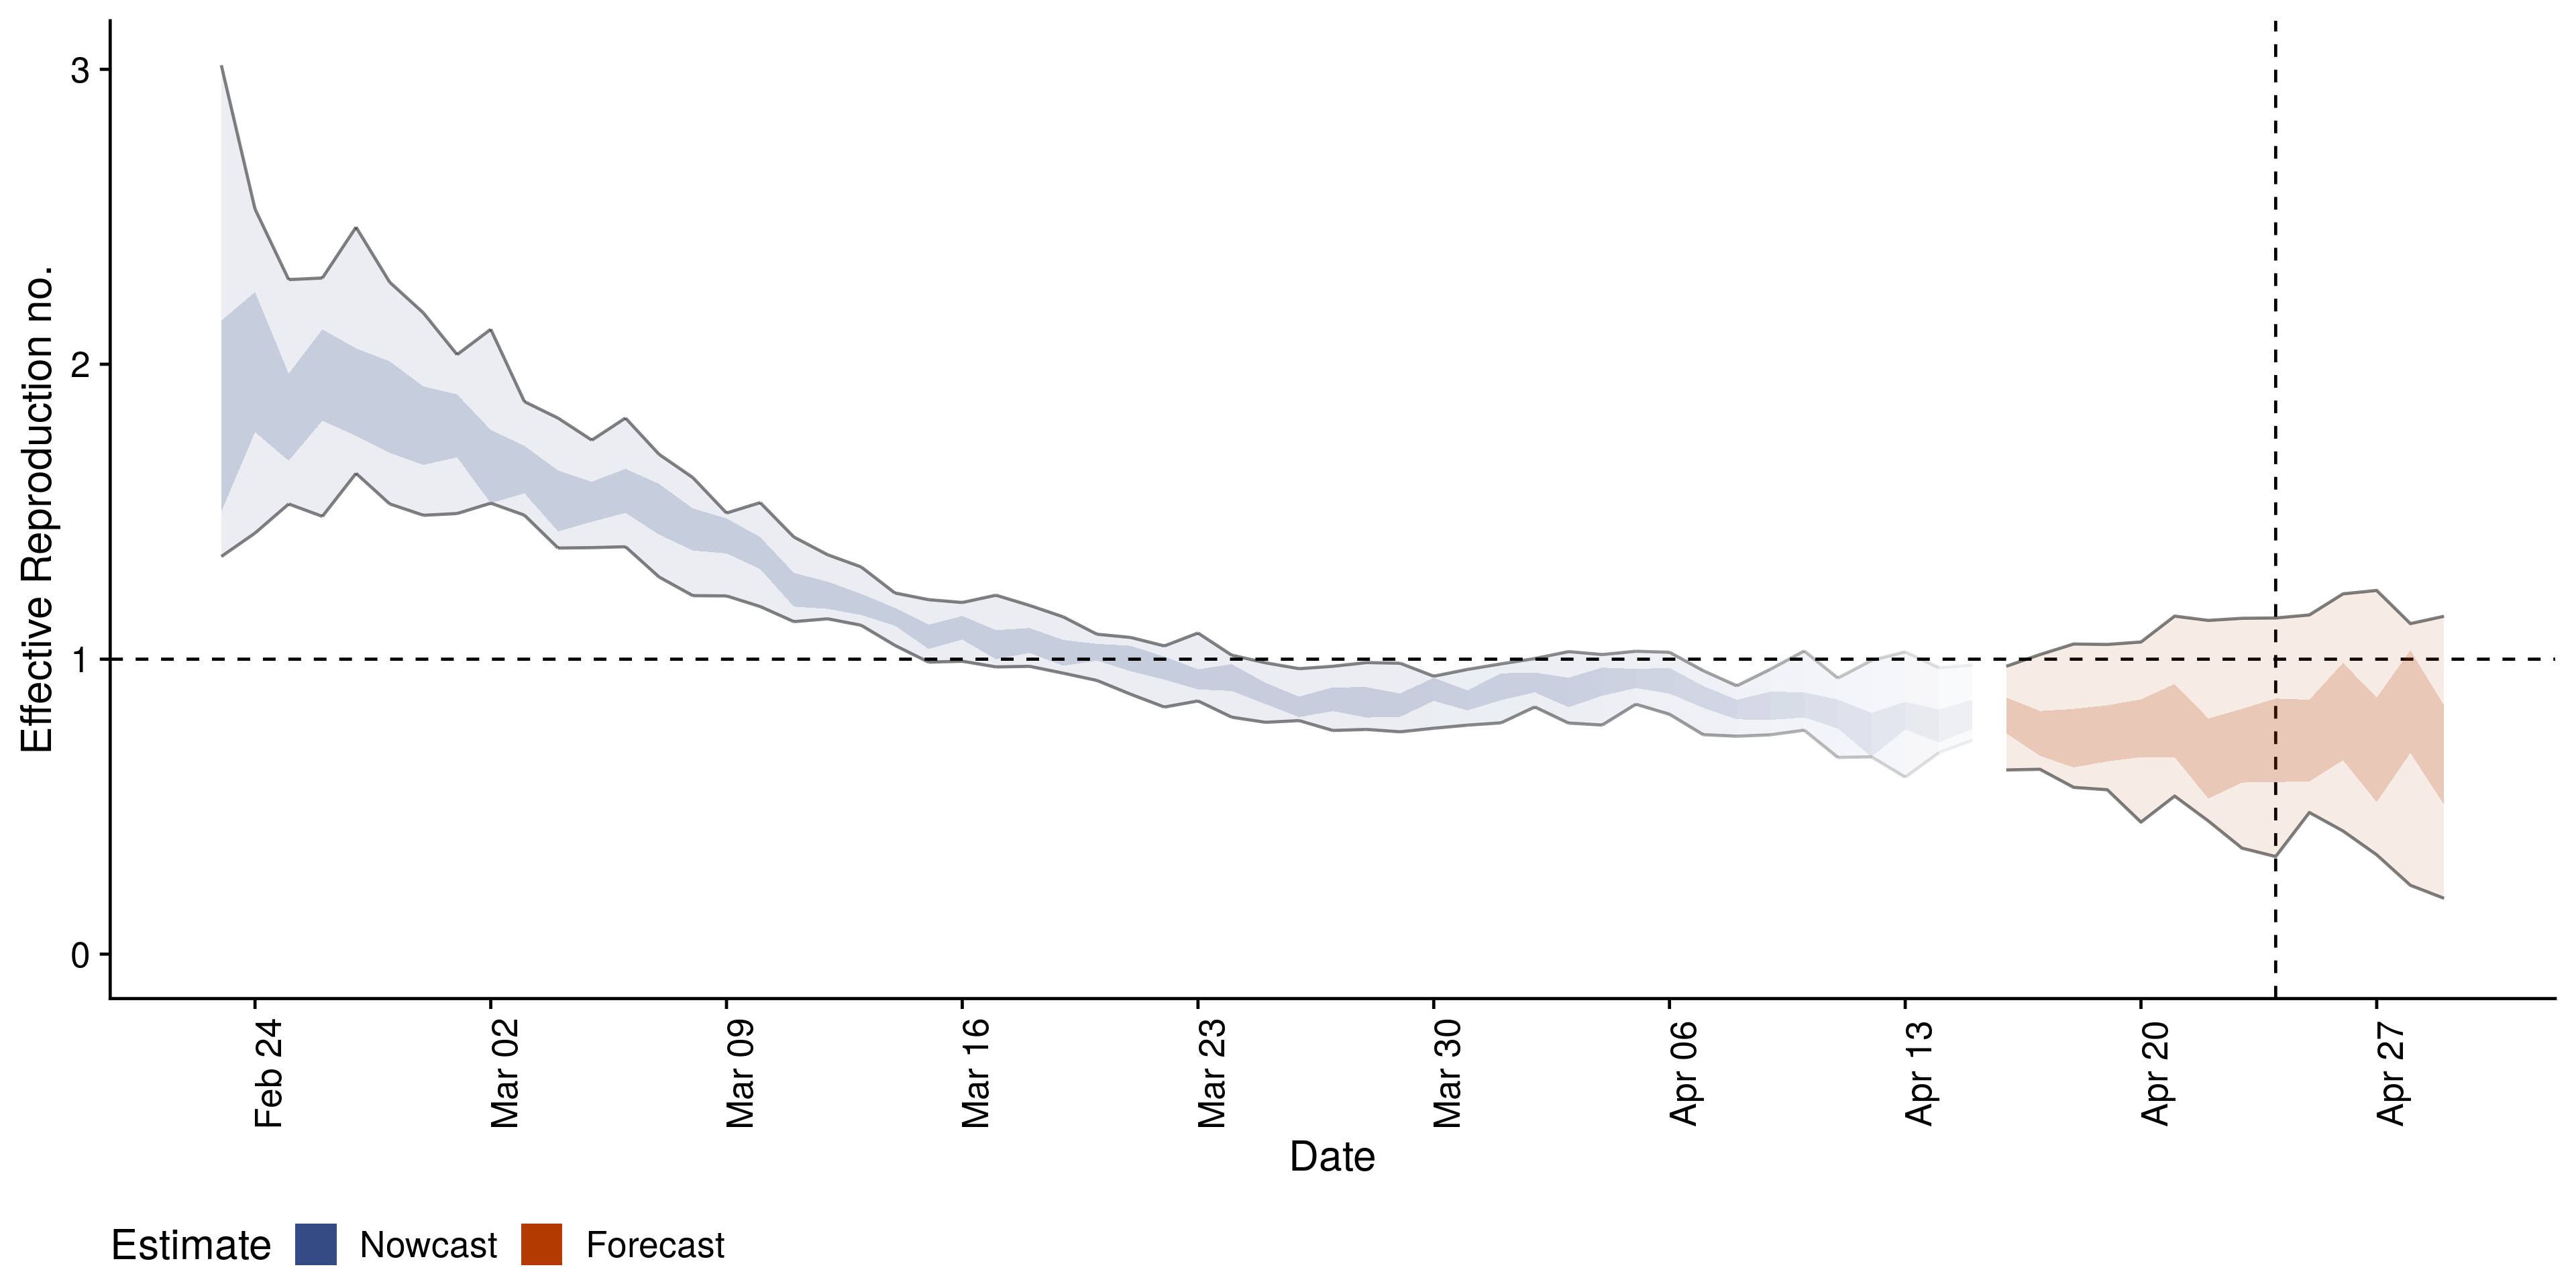 Effective Reproduction no.
3
2
1
0
Feb 24
Mar 02
Mar 09
Mar 16
Mar 23
Mar 30
Apr 06
Apr 13
Apr 20
Apr 27
Date
Estimate Nowcast Forecast